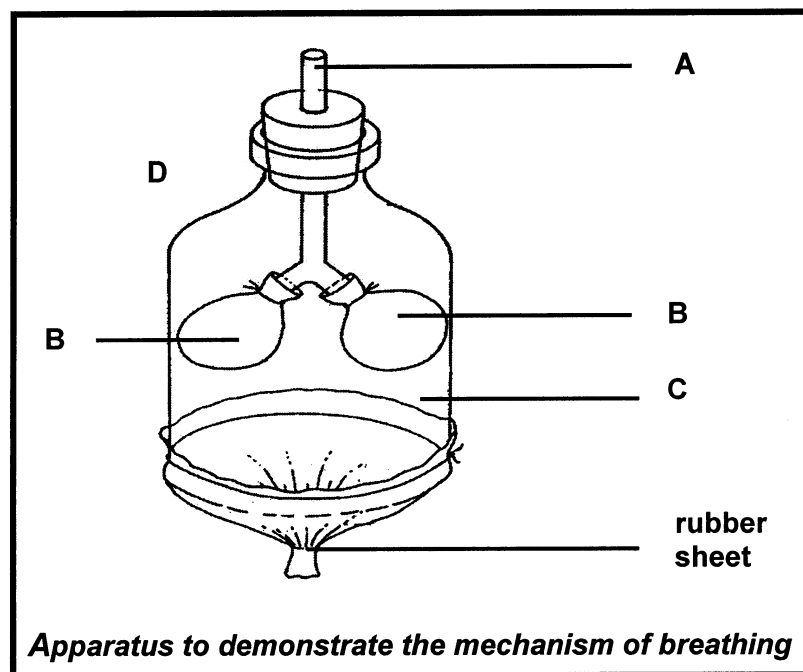 A
D
B
B
C
rubber
sheet
Apparatus to demonstrate the mechanism of breathing